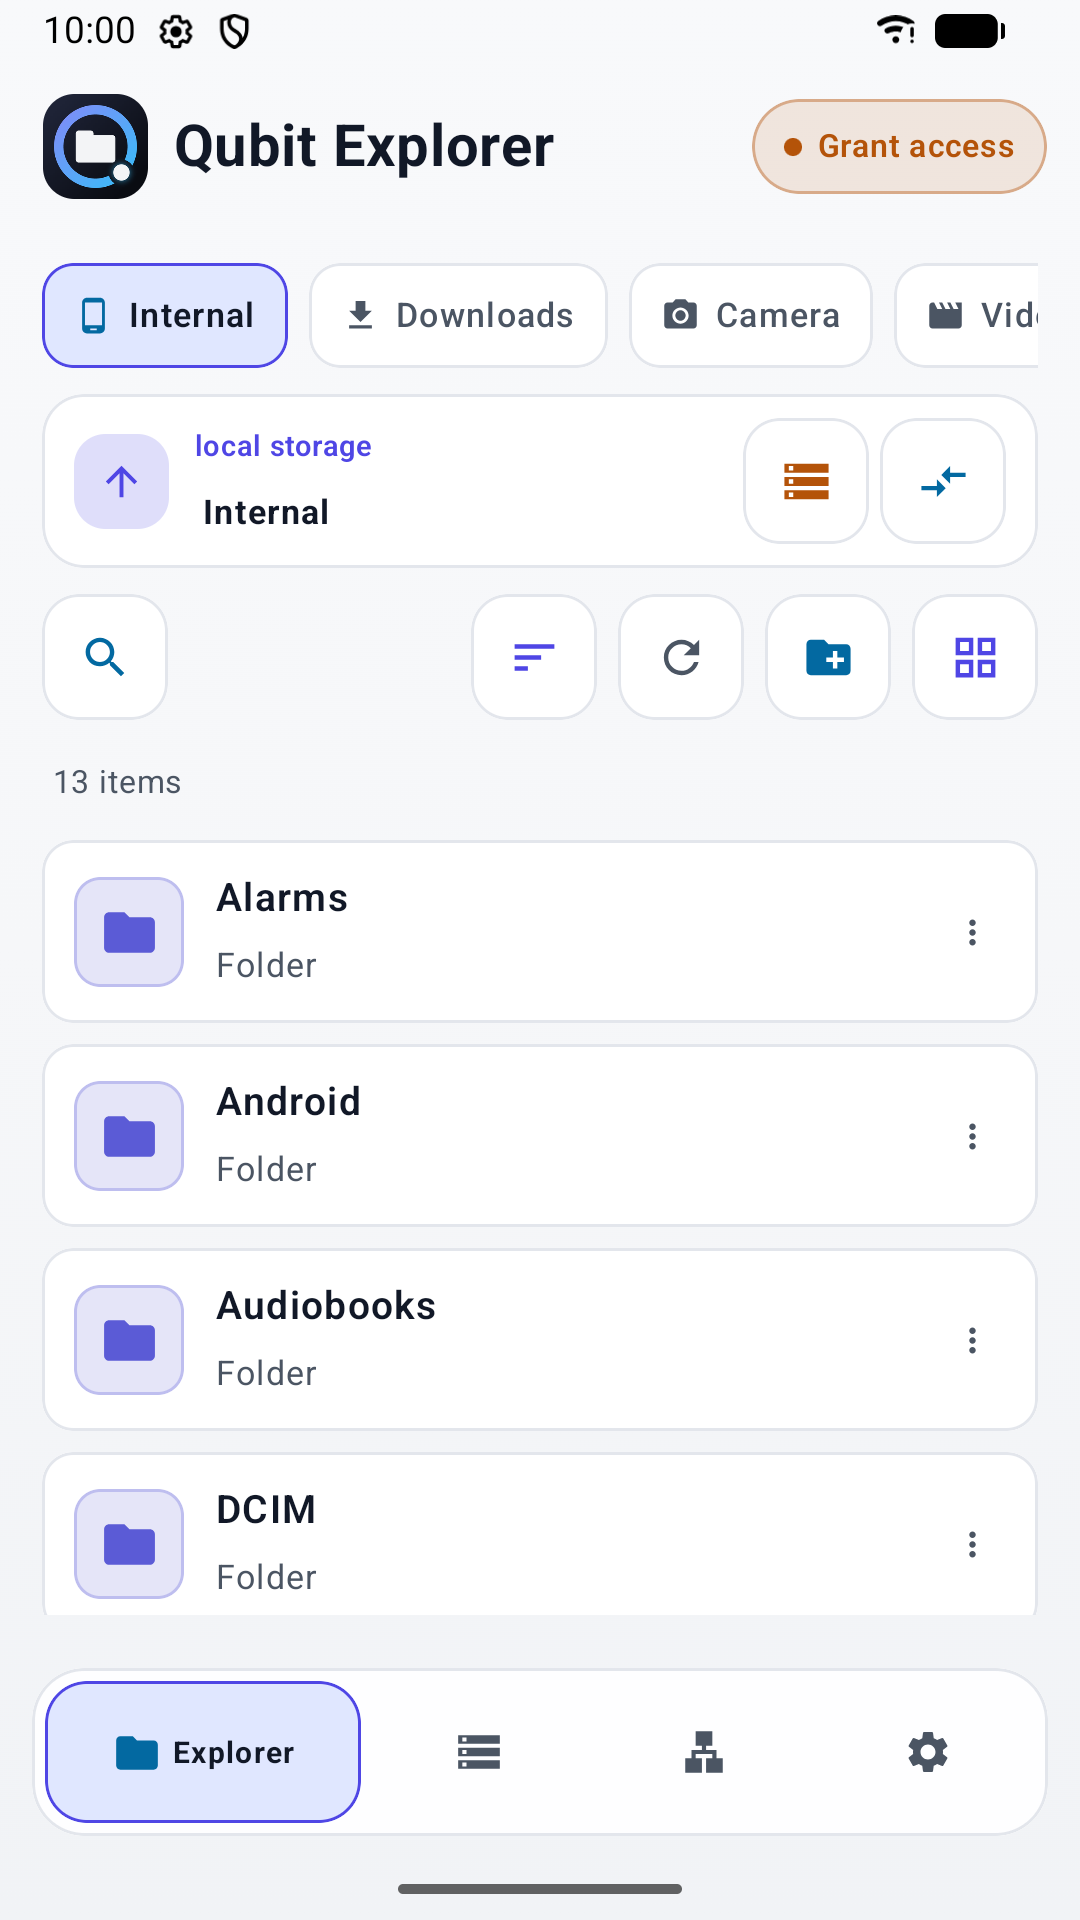 10:00
Qubit Explorer
Grant access
Internal
Downloads
Camera
local storage
Internal
13 items
Alarms
Folder
Android
Folder
Audiobooks
Folder
DCIM
Folder
Explorer